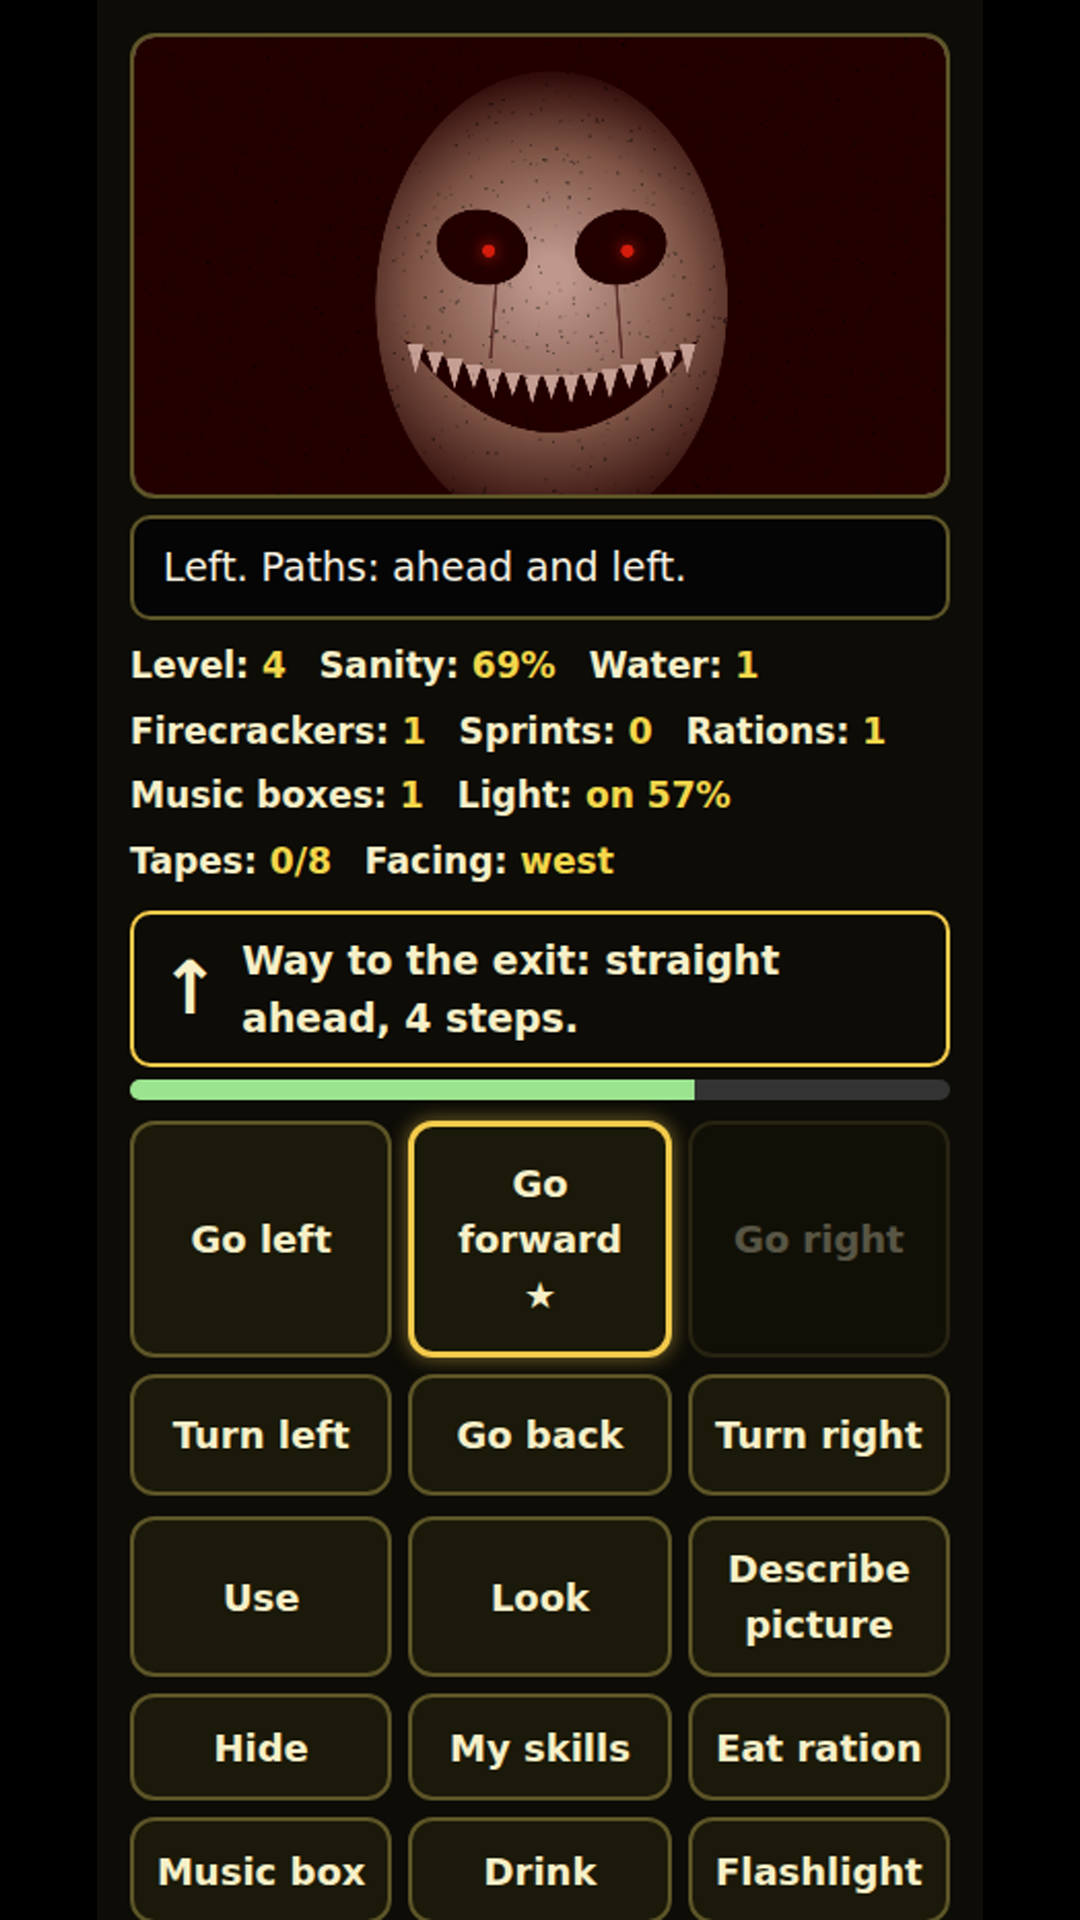 Left. Paths: ahead and left.
Level: 4 Sanity: 69% Water: 1
Firecrackers: 1 Sprints: 0 Rations: 1
Music boxes: 1 Light: on 57%
Tapes: 0/8 Facing: west
↑ Way to the exit: straight
ahead, 4 steps.
Go left
Go
forward
★
Go right
Turn left
Go back
Turn right
Use
Look
Describe
picture
Hide
My skills
Eat ration
Music box
Drink
Flashlight